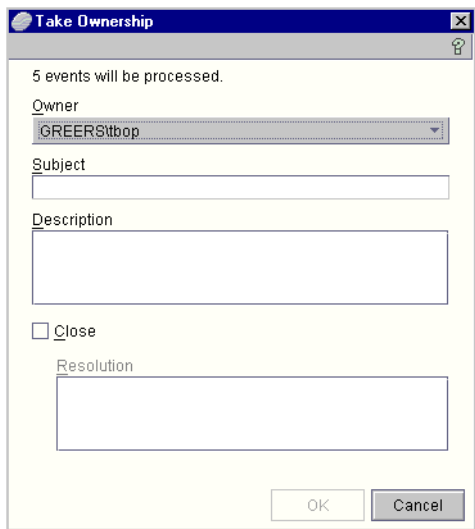 Take Ownership
5 events will be processed.
Owner
GREERS\tbop
Subject
Description
Close
Resolution
OK
Cancel